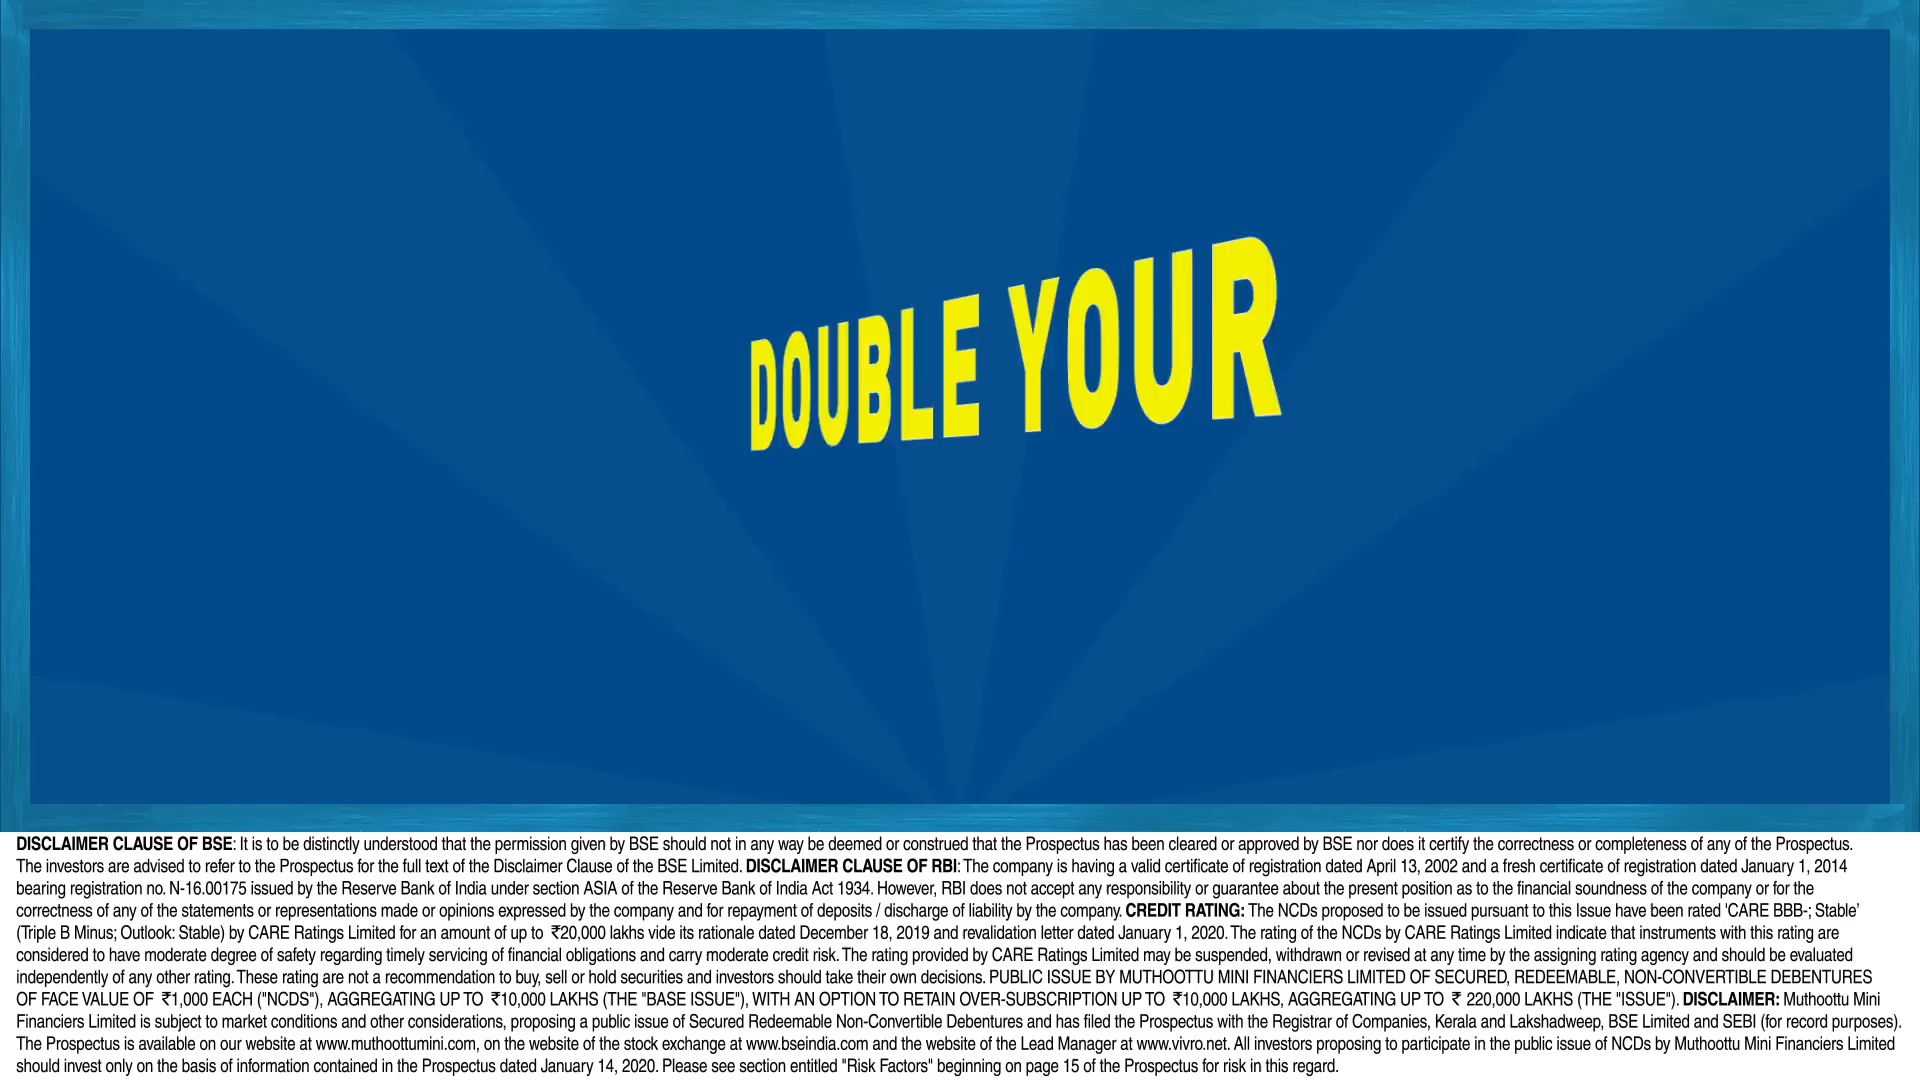 DOUBLE YOUR
DISCLAIMER CLAUSE OF BSE: It is to be distinctly understood that the permission given by BSE should not in any way be deemed or construed that the Prospectus has been cleared or approved by BSE nor does it certify the correctness or completeness of any of the Prospectus.
The investors are advised to refer to the Prospectus for the full text of the Disclaimer Clause of the BSE Limited. DISCLAIMER CLAUSE OF RBI: The company is having a valid certificate of registration dated April 13, 2002 and a fresh certificate of registration dated January 1, 2014
bearing registration no. N-16.00175 issued by the Reserve Bank of India under section ASIA of the Reserve Bank of India Act 1934. However, RBI does not accept any responsibility or guarantee about the present position as to the financial soundness of the company or for the
correctness of any of the statements or representations made or opinions expressed by the company and for repayment of deposits / discharge of liability by the company. CREDIT RATING: The NCDs proposed to be issued pursuant to this Issue have been rated 'CARE BBB-; Stable’
(Triple B Minus; Outlook: Stable) by CARE Ratings Limited for an amount of up to ₹20,000 lakhs vide its rationale dated December 18, 2019 and revalidation letter dated January 1, 2020. The rating of the NCDs by CARE Ratings Limited indicate that instruments with this rating are
considered to have moderate degree of safety regarding timely servicing of financial obligations and carry moderate credit risk. The rating provided by CARE Ratings Limited may be suspended, withdrawn or revised at any time by the assigning rating agency and should be evaluated
independently of any other rating. These rating are not a recommendation to buy, sell or hold securities and investors should take their own decisions. PUBLIC ISSUE BY MUTHOOTTU MINI FINANCIERS LIMITED OF SECURED, REDEEMABLE, NON-CONVERTIBLE DEBENTURES
OF FACE VALUE OF ₹1,000 EACH ("NCDS"), AGGREGATING UP TO ₹10,000 LAKHS (THE "BASE ISSUE"), WITH AN OPTION TO RETAIN OVER-SUBSCRIPTION UP TO ₹10,000 LAKHS, AGGREGATING UP TO ₹ 220,000 LAKHS (THE "ISSUE"). DISCLAIMER: Muthoottu Mini
Financiers Limited is subject to market conditions and other considerations, proposing a public issue of Secured Redeemable Non-Convertible Debentures and has filed the Prospectus with the Registrar of Companies, Kerala and Lakshadweep, BSE Limited and SEBI (for record purposes).
The Prospectus is available on our website at www.muthoottumini.com, on the website of the stock exchange at www.bseindia.com and the website of the Lead Manager at www.vivro.net. All investors proposing to participate in the public issue of NCDs by Muthoottu Mini Financiers Limited
should invest only on the basis of information contained in the Prospectus dated January 14, 2020. Please see section entitled "Risk Factors" beginning on page 15 of the Prospectus for risk in this regard.